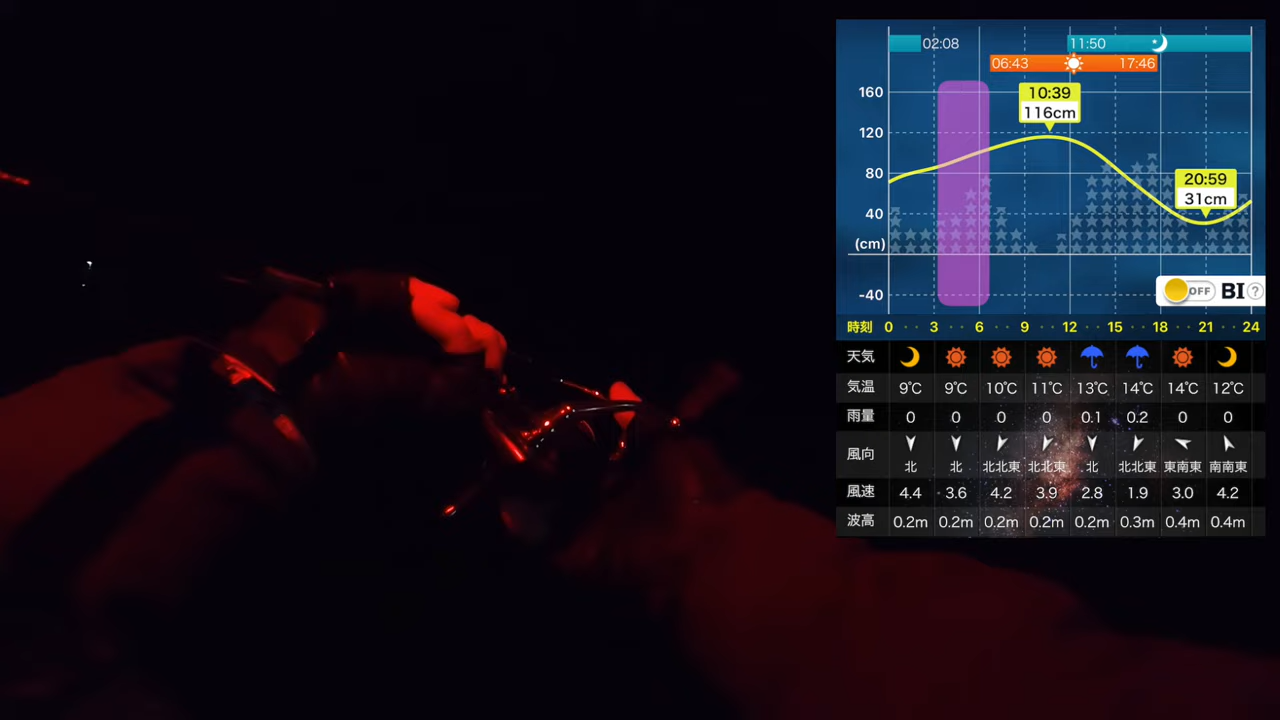 02:08 11:50
06:43 17:46
160 10:39
116cm
120
80 20:59
31cm
40
(cm)
-40 OFF BI ?
時刻 0 3 6 9 12 15 18 21 24
天気
気温 9℃ 9℃ 10℃ 11℃ 13℃ 14℃ 14℃ 12℃
雨量 0 0 0 0 0.1 0.2 0 0
風向 北 北 北北東 北北東 北 北北東 東南東 南南東
風速 4.4 3.6 4.2 3.9 2.8 1.9 3.0 4.2
波高 0.2m 0.2m 0.2m 0.2m 0.2m 0.3m 0.4m 0.4m